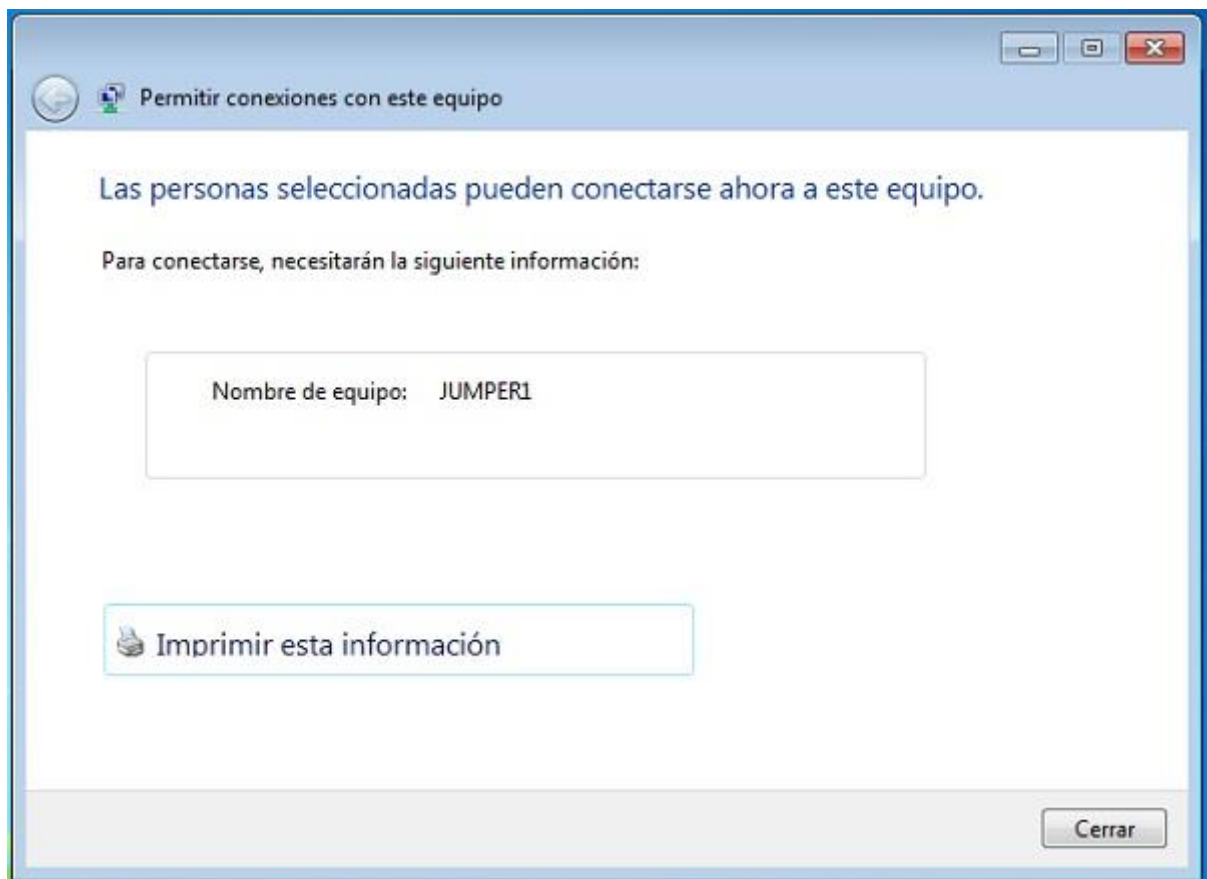 Permitir conexiones con este equipo
Las personas seleccionadas pueden conectarse ahora a este equipo.
Para conectarse, necesitarán la siguiente información:
Nombre de equipo: JUMPER1
Imprimir esta información
Cerrar